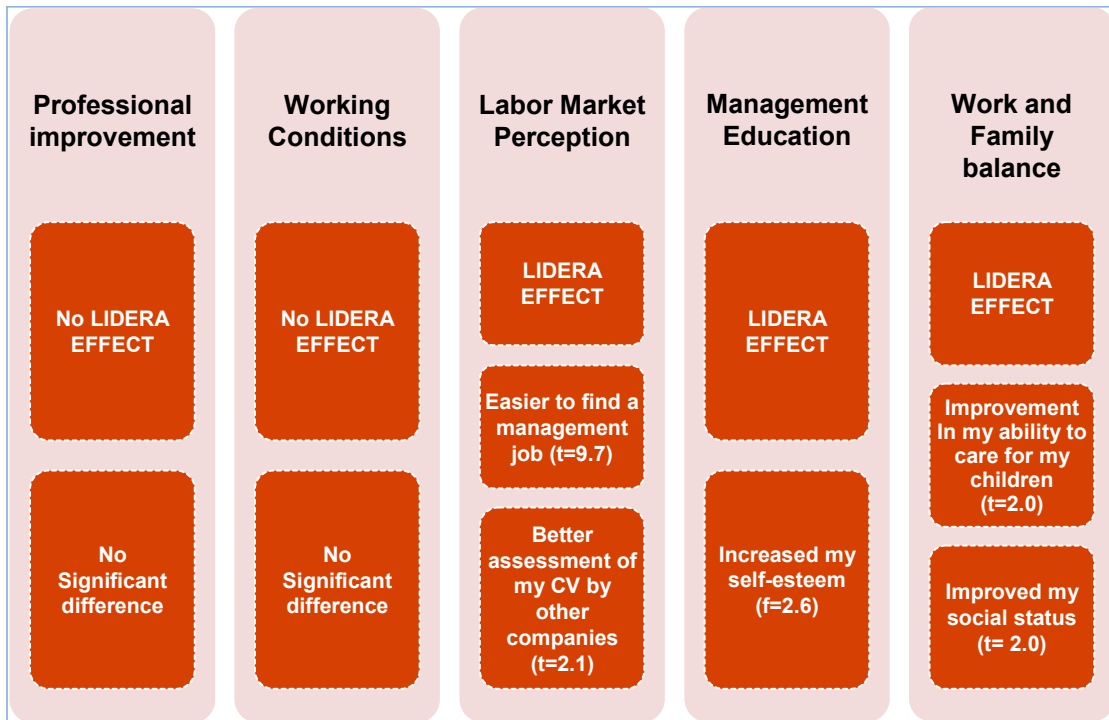 Professional
improvement
No LIDERA
EFFECT
No
Significant
difference
Working
Conditions
No LIDERA
EFFECT
No
Significant
difference
Labor Market
Perception
LIDERA
EFFECT
Easier to find a
management
job (t=9.7)
Better
assessment of
my CV by
other
companies
(t=2.1)
Management
Education
LIDERA
EFFECT
Increased my
self-esteem
(f=2.6)
Work and
Family
balance
LIDERA
EFFECT
Improvement
In my ability to
care for my
children
(t=2.0)
Improved my
social status
(t= 2.0)